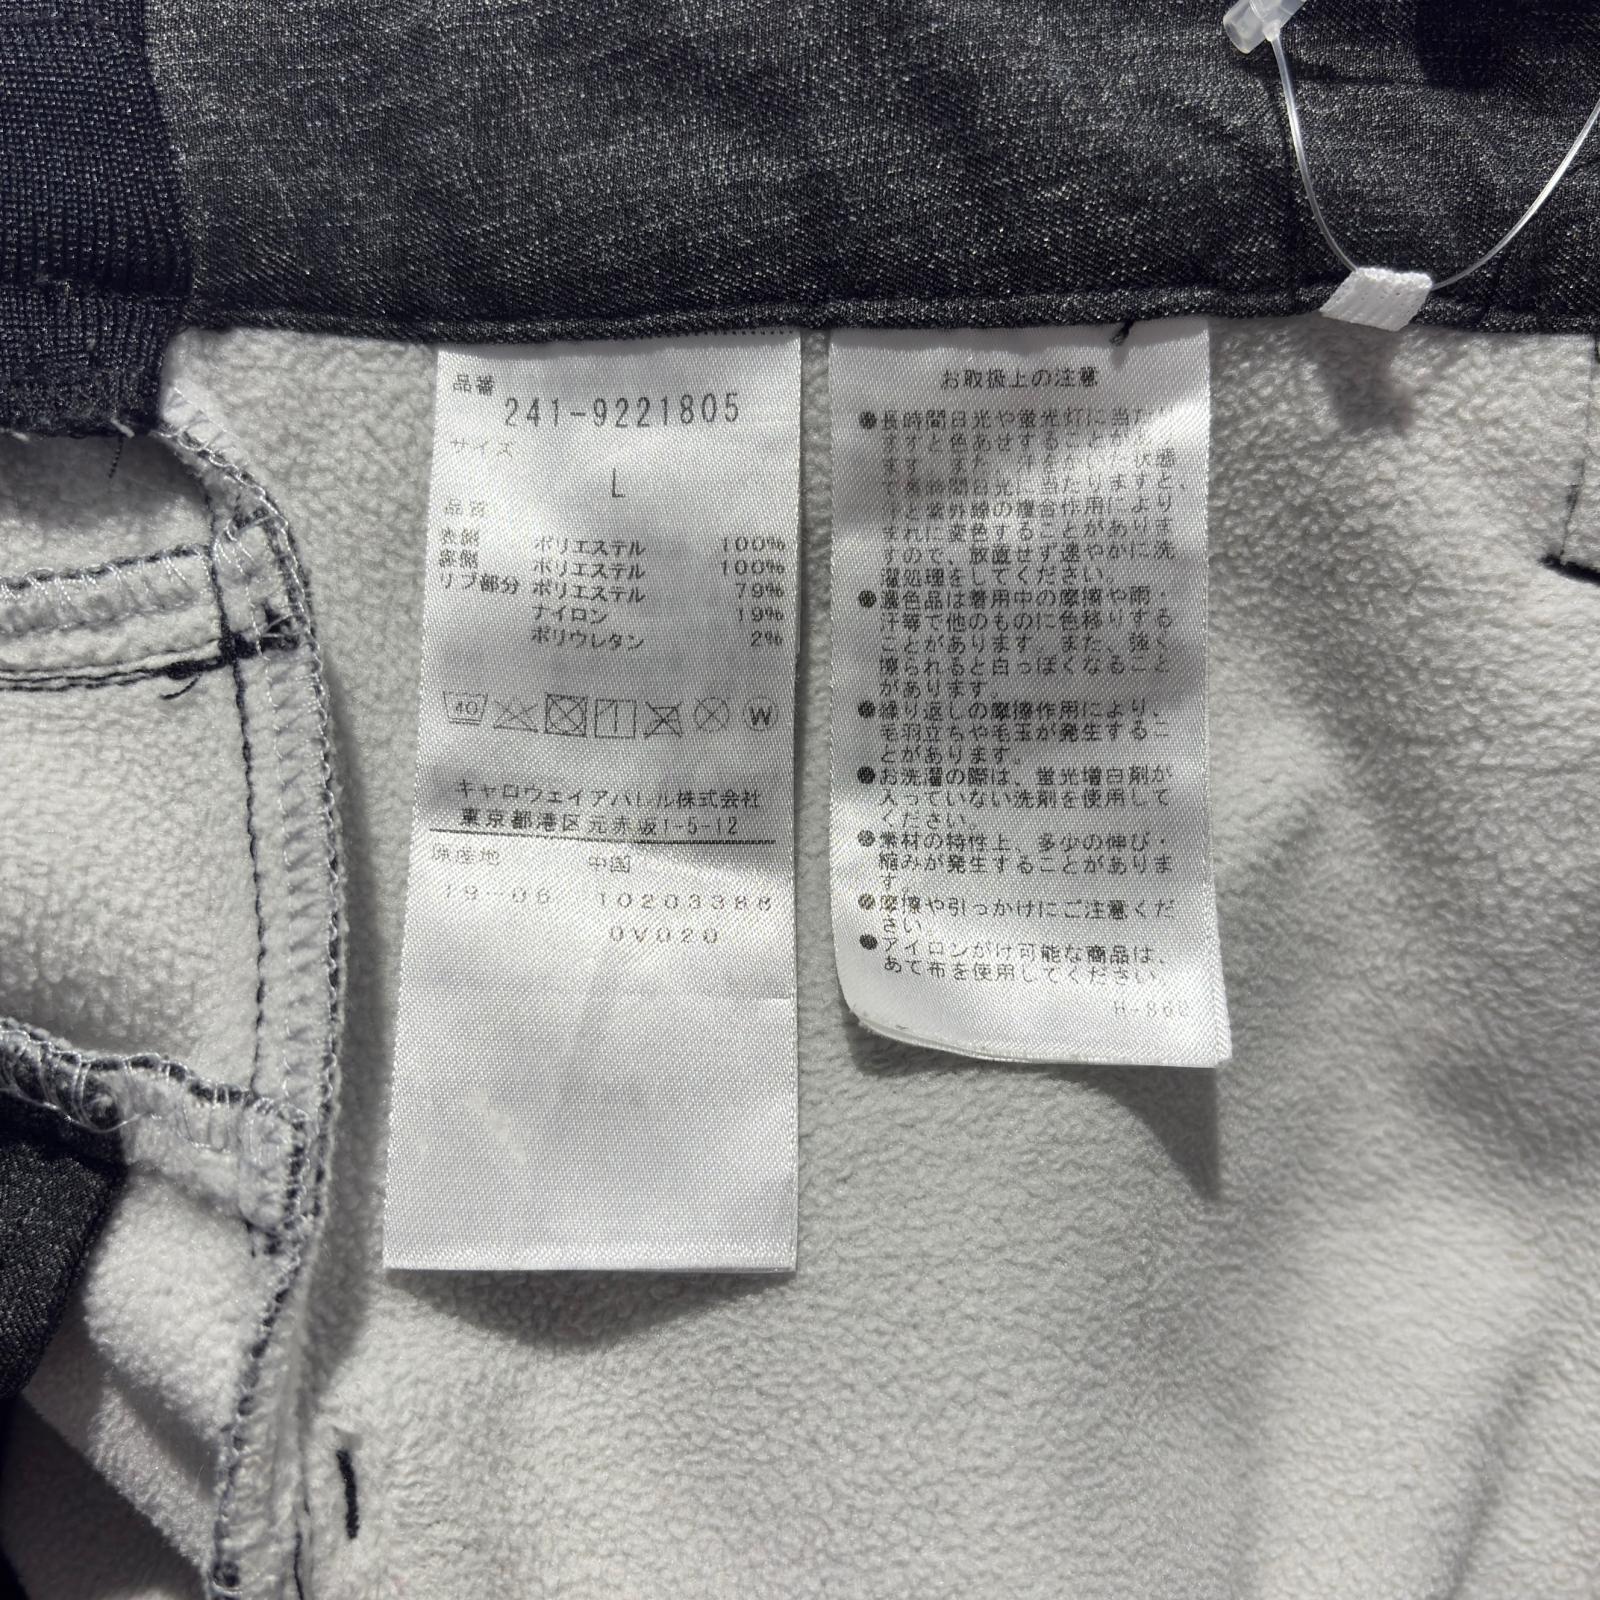 品番
241-9221805
サイズ
L
品質
表側 ポリエステル 100%
裏側 ポリエステル 100%
リブ部分 ポリエステル 79%
ナイロン 19%
ポリウレタン 2%
40 W
キャロウェイアパレル株式会社
東京都港区元赤坂1-5-12
原産地 中国
19-06 10203388
0V020
お取扱上の注意
●長時間日光や蛍光灯に当たり
ますと色あせすることがあり
ます。また、汗をかいた状態
で長時間日光に当たりますと、
汗と紫外線の複合作用により
まれに変色することがありま
すので、放置せず速やかに洗
濯処理をしてください。
●濃色品は着用中の摩擦や雨・
汗等で他のものに色移りする
ことがあります。また、強く
擦られると白っぽくなること
があります。
●繰り返しの摩擦作用により、
毛羽立ちや毛玉が発生するこ
とがあります。
●お洗濯の際は、蛍光増白剤が
入っていない洗剤を使用して
ください。
●素材の特性上、多少の伸び・
縮みが発生することがありま
す。
●摩擦や引っかけにご注意くだ
さい。
●アイロンがけ可能な商品は、
あて布を使用してください。